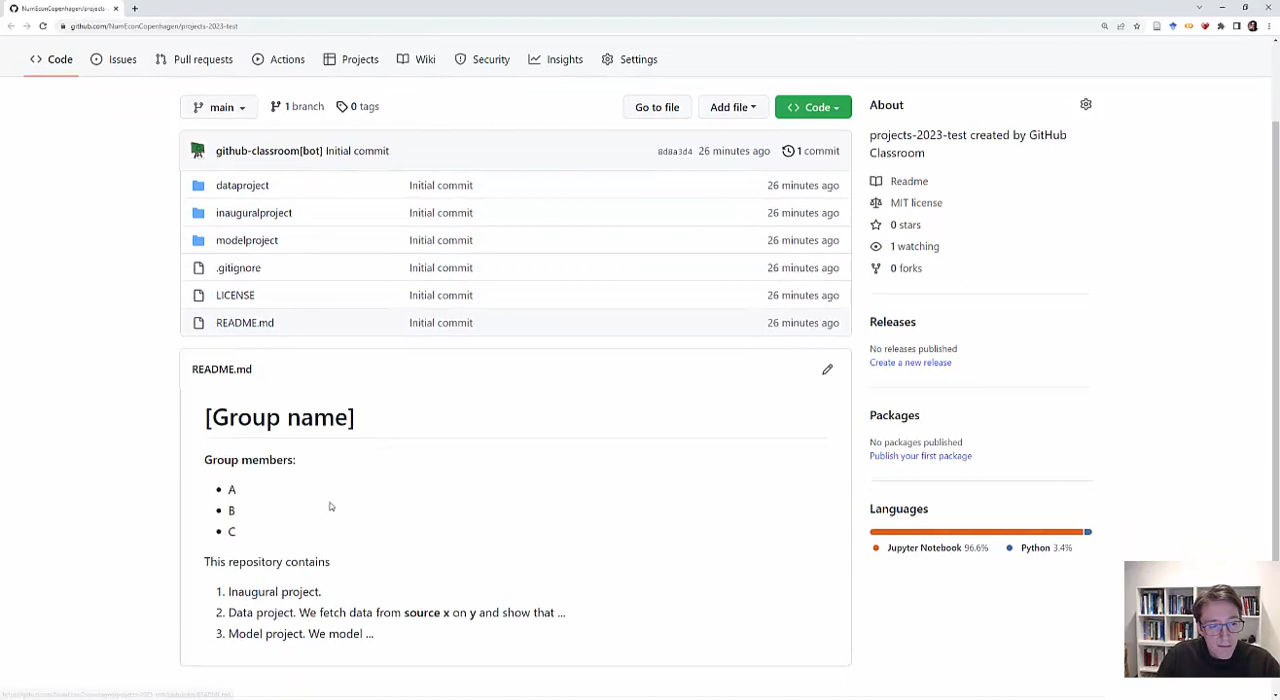 NumEconCopenhagen/projects-
github.com/NumEconCopenhagen/projects-2023-test
Code Issues Pull requests Actions Projects Wiki Security Insights Settings
main 1 branch 0 tags Go to file Add file Code
github-classroom[bot] Initial commit 8d8a3d4 26 minutes ago 1 commit
dataproject Initial commit 26 minutes ago
inauguralproject Initial commit 26 minutes ago
modelproject Initial commit 26 minutes ago
.gitignore Initial commit 26 minutes ago
LICENSE Initial commit 26 minutes ago
README.md Initial commit 26 minutes ago
README.md
[Group name]
Group members:
• A
• B
• C
This repository contains
1. Inaugural project.
2. Data project. We fetch data from source x on y and show that ...
3. Model project. We model ...
About
projects-2023-test created by GitHub
Classroom
Readme
MIT license
0 stars
1 watching
0 forks
Releases
No releases published
Create a new release
Packages
No packages published
Publish your first package
Languages
Jupyter Notebook 96.6% Python 3.4%